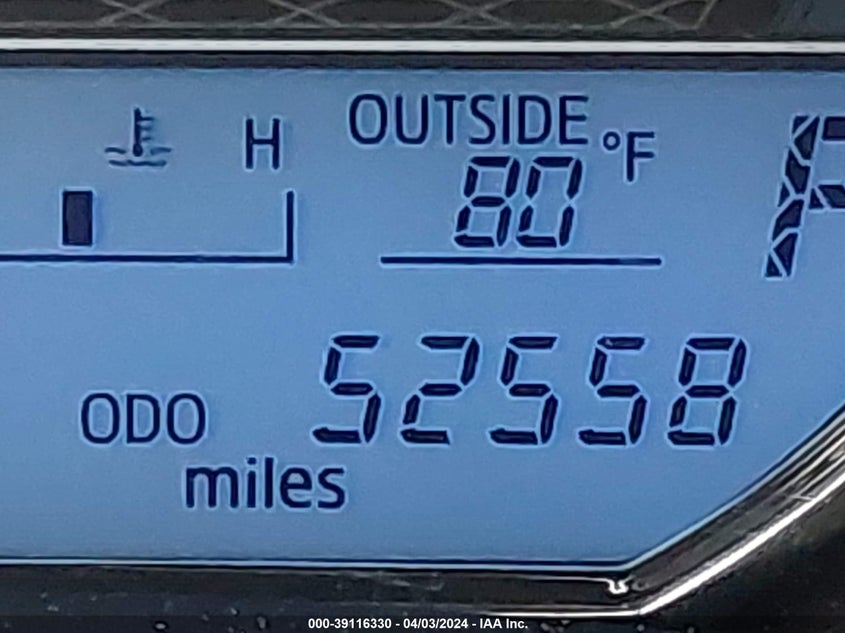 H
OUTSIDE °F
80
P
52558
ODO
miles
000-39116330 - 04/03/2024 - IAA Inc.